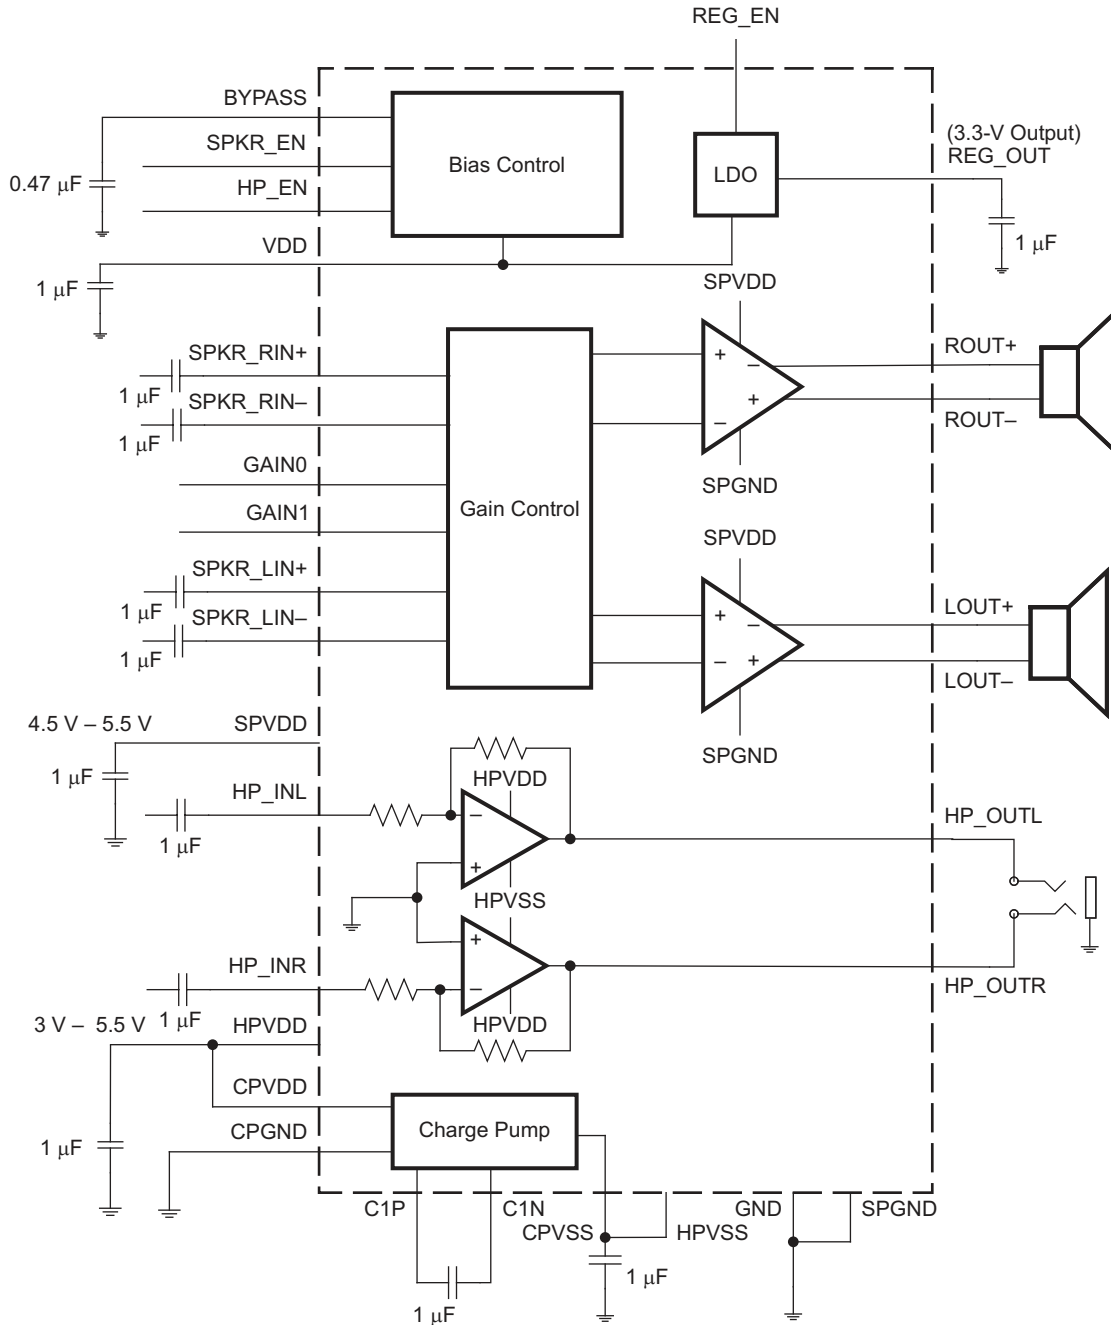 REG_EN
BYPASS
SPKR_EN
HP_EN
0.47 μF
Bias Control
LDO
(3.3-V Output)
REG_OUT
1 μF
VDD
1 μF
SPKR_RIN+
1 μF
SPKR_RIN–
1 μF
GAIN0
GAIN1
SPKR_LIN+
1 μF
SPKR_LIN–
1 μF
Gain Control
SPVDD
+
–
–
+
SPGND
ROUT+
ROUT–
SPVDD
+
–
–
+
SPGND
LOUT+
LOUT–
4.5 V – 5.5 V
SPVDD
1 μF
HP_INL
1 μF
HPVDD
–
+
HPVSS
+
–
HPVDD
HP_OUTL
HP_OUTR
HP_INR
1 μF
3 V – 5.5 V
HPVDD
CPVDD
CPGND
1 μF
Charge Pump
C1P
C1N
1 μF
CPVSS
HPVSS
1 μF
GND
SPGND